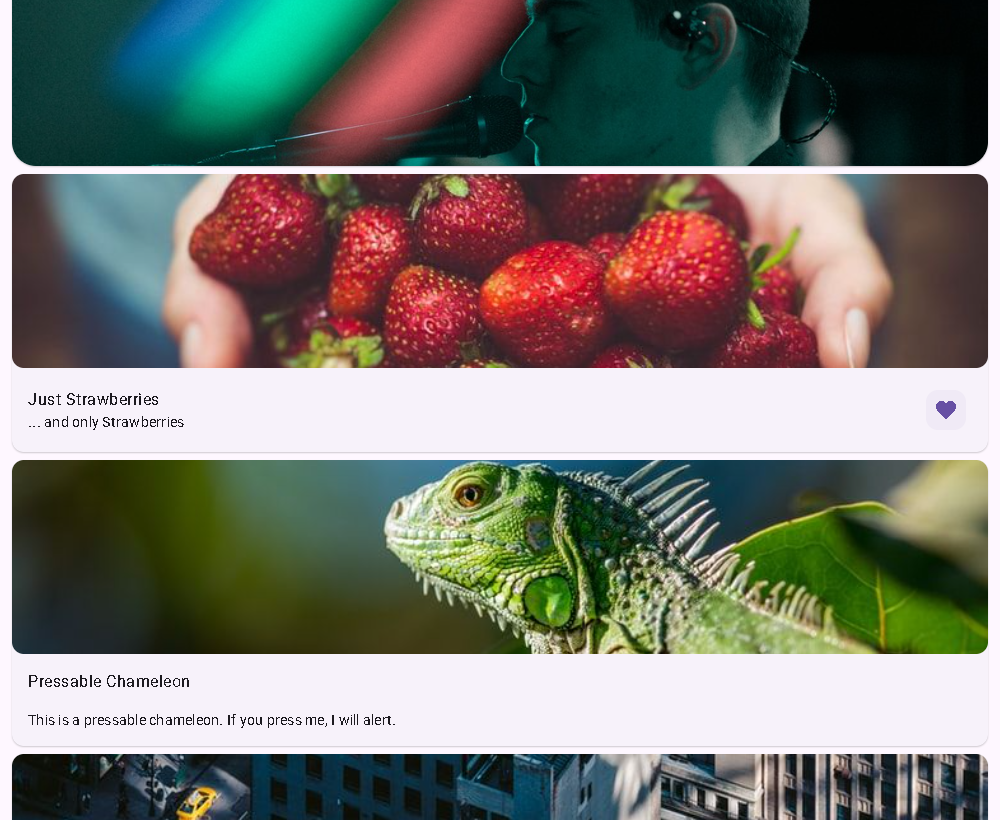 Just Strawberries
... and only Strawberries
Pressable Chameleon
This is a pressable chameleon. If you press me, I will alert.